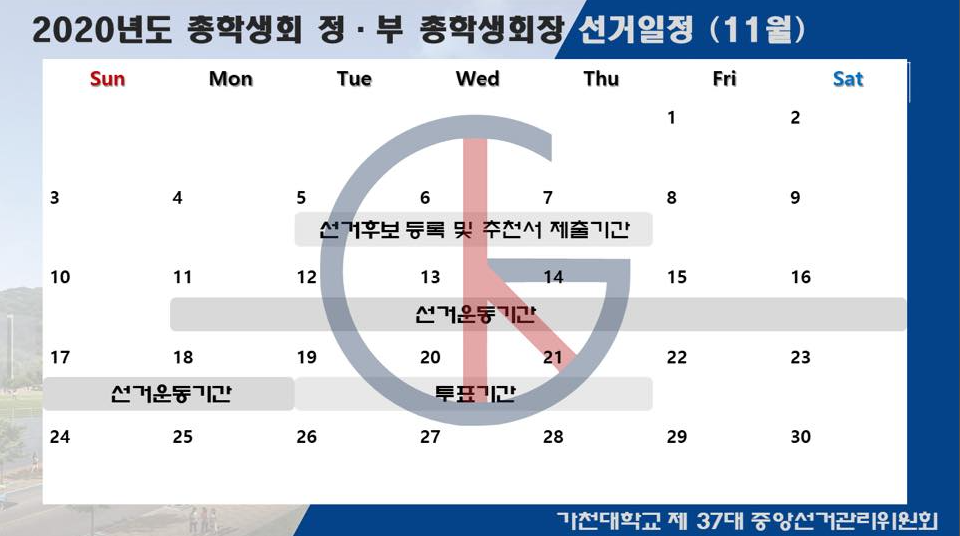 2020년도 총학생회 정·부 총학생회장 선거일정 (11월)
Sun Mon Tue Wed Thu Fri Sat
1 2
3 4 5 6 7 8 9
선거후보 등록 및 추천서 제출기간
10 11 12 13 14 15 16
선거운동기간
17 18 19 20 21 22 23
선거운동기간 투표기간
24 25 26 27 28 29 30
가천대학교 제 37대 중앙선거관리위원회